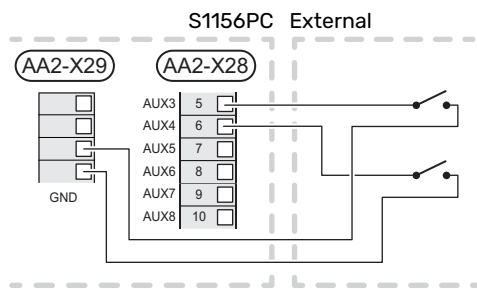 S1156PC External
AA2-X29
AA2-X28
AUX3 5
AUX4 6
AUX5 7
AUX6 8
AUX7 9
AUX8 10
GND